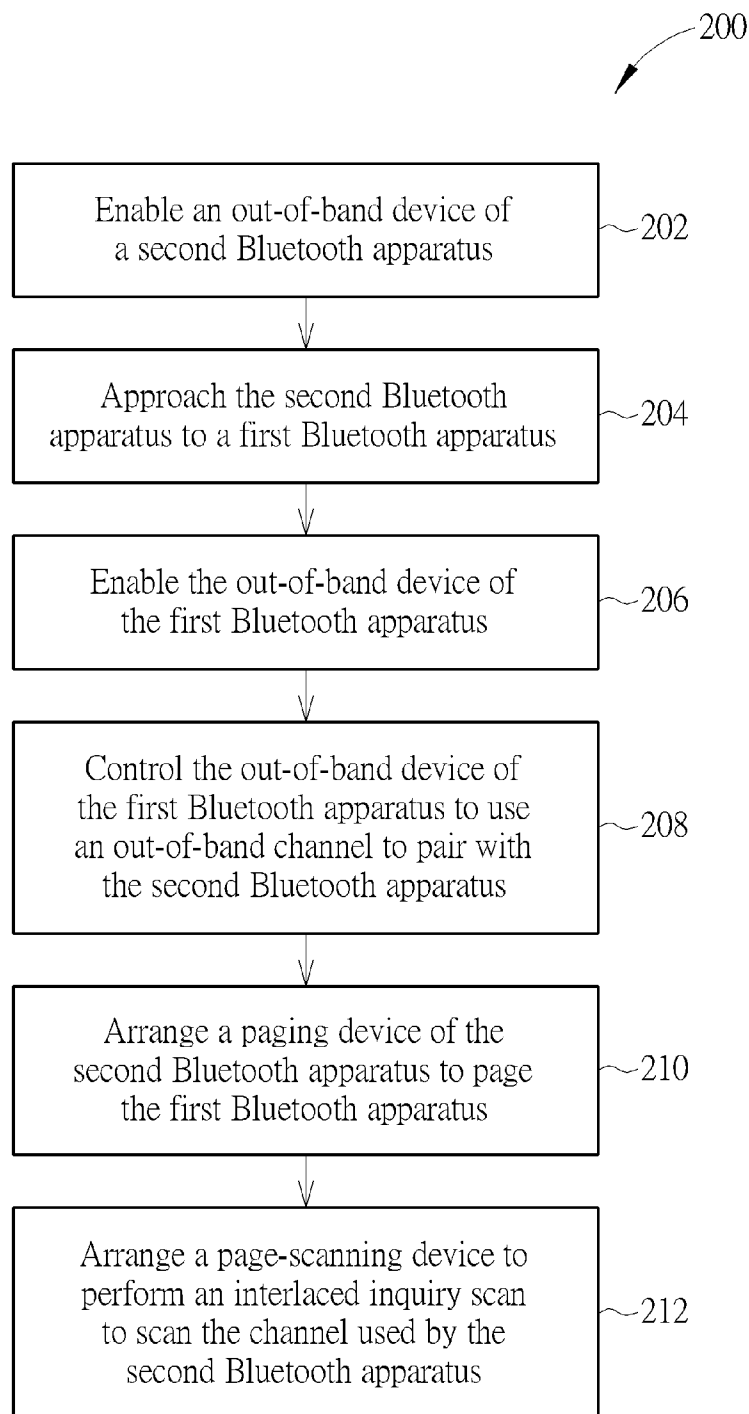 200
Enable an out-of-band device of
a second Bluetooth apparatus
202
Approach the second Bluetooth
apparatus to a first Bluetooth apparatus
204
Enable the out-of-band device of
the first Bluetooth apparatus
206
Control the out-of-band device of
the first Bluetooth apparatus to use
an out-of-band channel to pair with
the second Bluetooth apparatus
208
Arrange a paging device of the
second Bluetooth apparatus to page
the first Bluetooth apparatus
210
Arrange a page-scanning device to
perform an interlaced inquiry scan
to scan the channel used by the
second Bluetooth apparatus
212